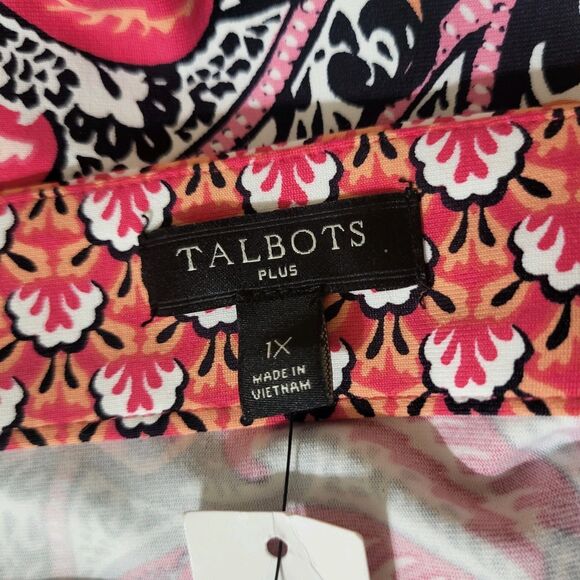 TALBOTS
PLUS
1X
MADE IN
VIETNAM